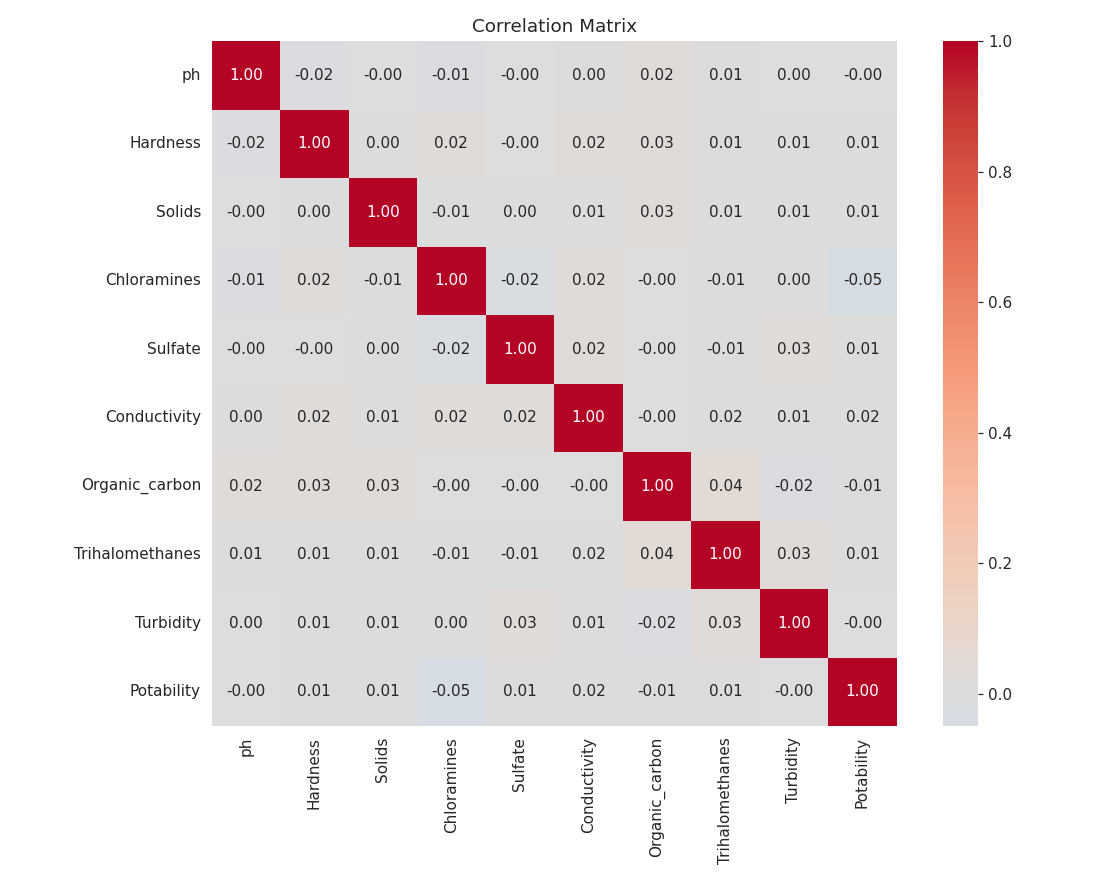 Correlation Matrix
ph 1.00 -0.02 -0.00 -0.01 -0.00 0.00 0.02 0.01 0.00 -0.00
Hardness -0.02 1.00 0.00 0.02 -0.00 0.02 0.03 0.01 0.01 0.01
Solids -0.00 0.00 1.00 -0.01 0.00 0.01 0.03 0.01 0.01 0.01
Chloramines -0.01 0.02 -0.01 1.00 -0.02 0.02 -0.00 -0.01 0.00 -0.05
Sulfate -0.00 -0.00 0.00 -0.02 1.00 0.02 -0.00 -0.01 0.03 0.01
Conductivity 0.00 0.02 0.01 0.02 0.02 1.00 -0.00 0.02 0.01 0.02
Organic_carbon 0.02 0.03 0.03 -0.00 -0.00 -0.00 1.00 0.04 -0.02 -0.01
Trihalomethanes 0.01 0.01 0.01 -0.01 -0.01 0.02 0.04 1.00 0.03 0.01
Turbidity 0.00 0.01 0.01 0.00 0.03 0.01 -0.02 0.03 1.00 -0.00
Potability -0.00 0.01 0.01 -0.05 0.01 0.02 -0.01 0.01 -0.00 1.00
ph
Hardness
Solids
Chloramines
Sulfate
Conductivity
Organic_carbon
Trihalomethanes
Turbidity
Potability
1.0
0.8
0.6
0.4
0.2
0.0